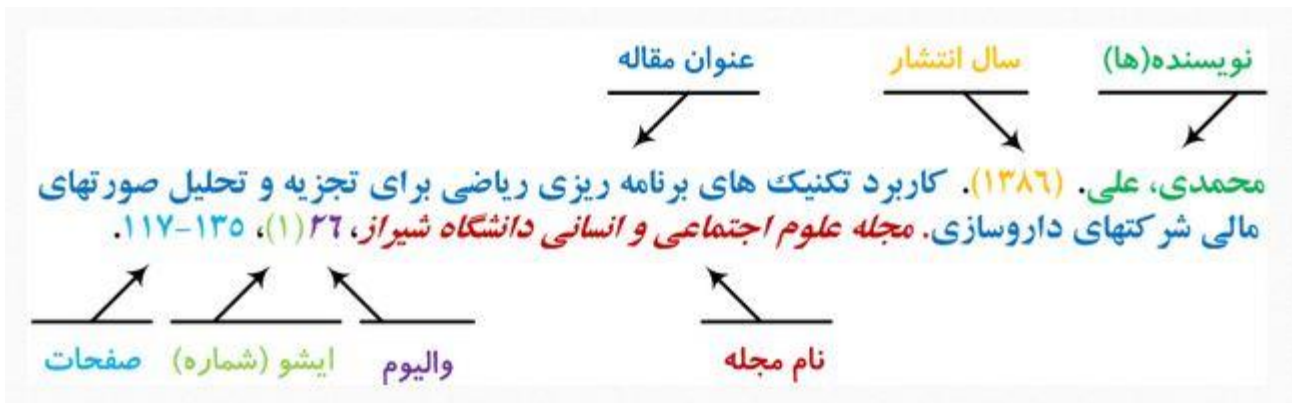 نویسنده(ها) سال انتشار عنوان مقاله
محمدی، علی. (۱۳۸۶). کاربرد تکنیک های برنامه ریزی ریاضی برای تجزیه و تحلیل صورتهای
مالی شرکتهای داروسازی. مجله علوم اجتماعی و انسانی دانشگاه شیراز، ۲۶(۱)، ۱۳۵-۱۱۷.
نام مجله والیوم ایشو (شماره) صفحات